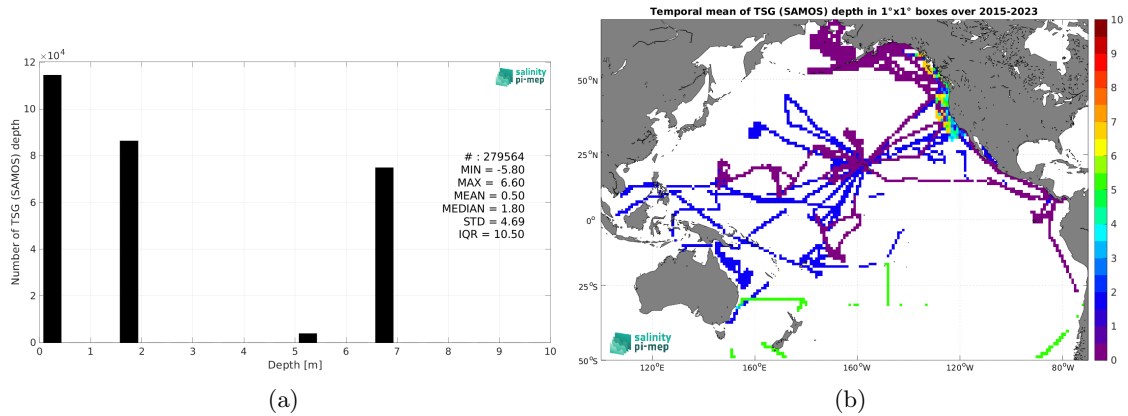 ×10⁴
12
10
8
6
4
2
0
0 1 2 3 4 5 6 7 8 9 10
Number of TSG (SAMOS) depth
Depth [m]
salinity
pi-mep
# : 279564
MIN = -5.80
MAX = 6.60
MEAN = 0.50
MEDIAN = 1.80
STD = 4.69
IQR = 10.50
(a)
Temporal mean of TSG (SAMOS) depth in 1°x1° boxes over 2015-2023
50°N
25°N
0°
25°S
50°S
120°E 160°E 160°W 120°W 80°W
salinity
pi-mep
10
9
8
7
6
5
4
3
2
1
0
(b)